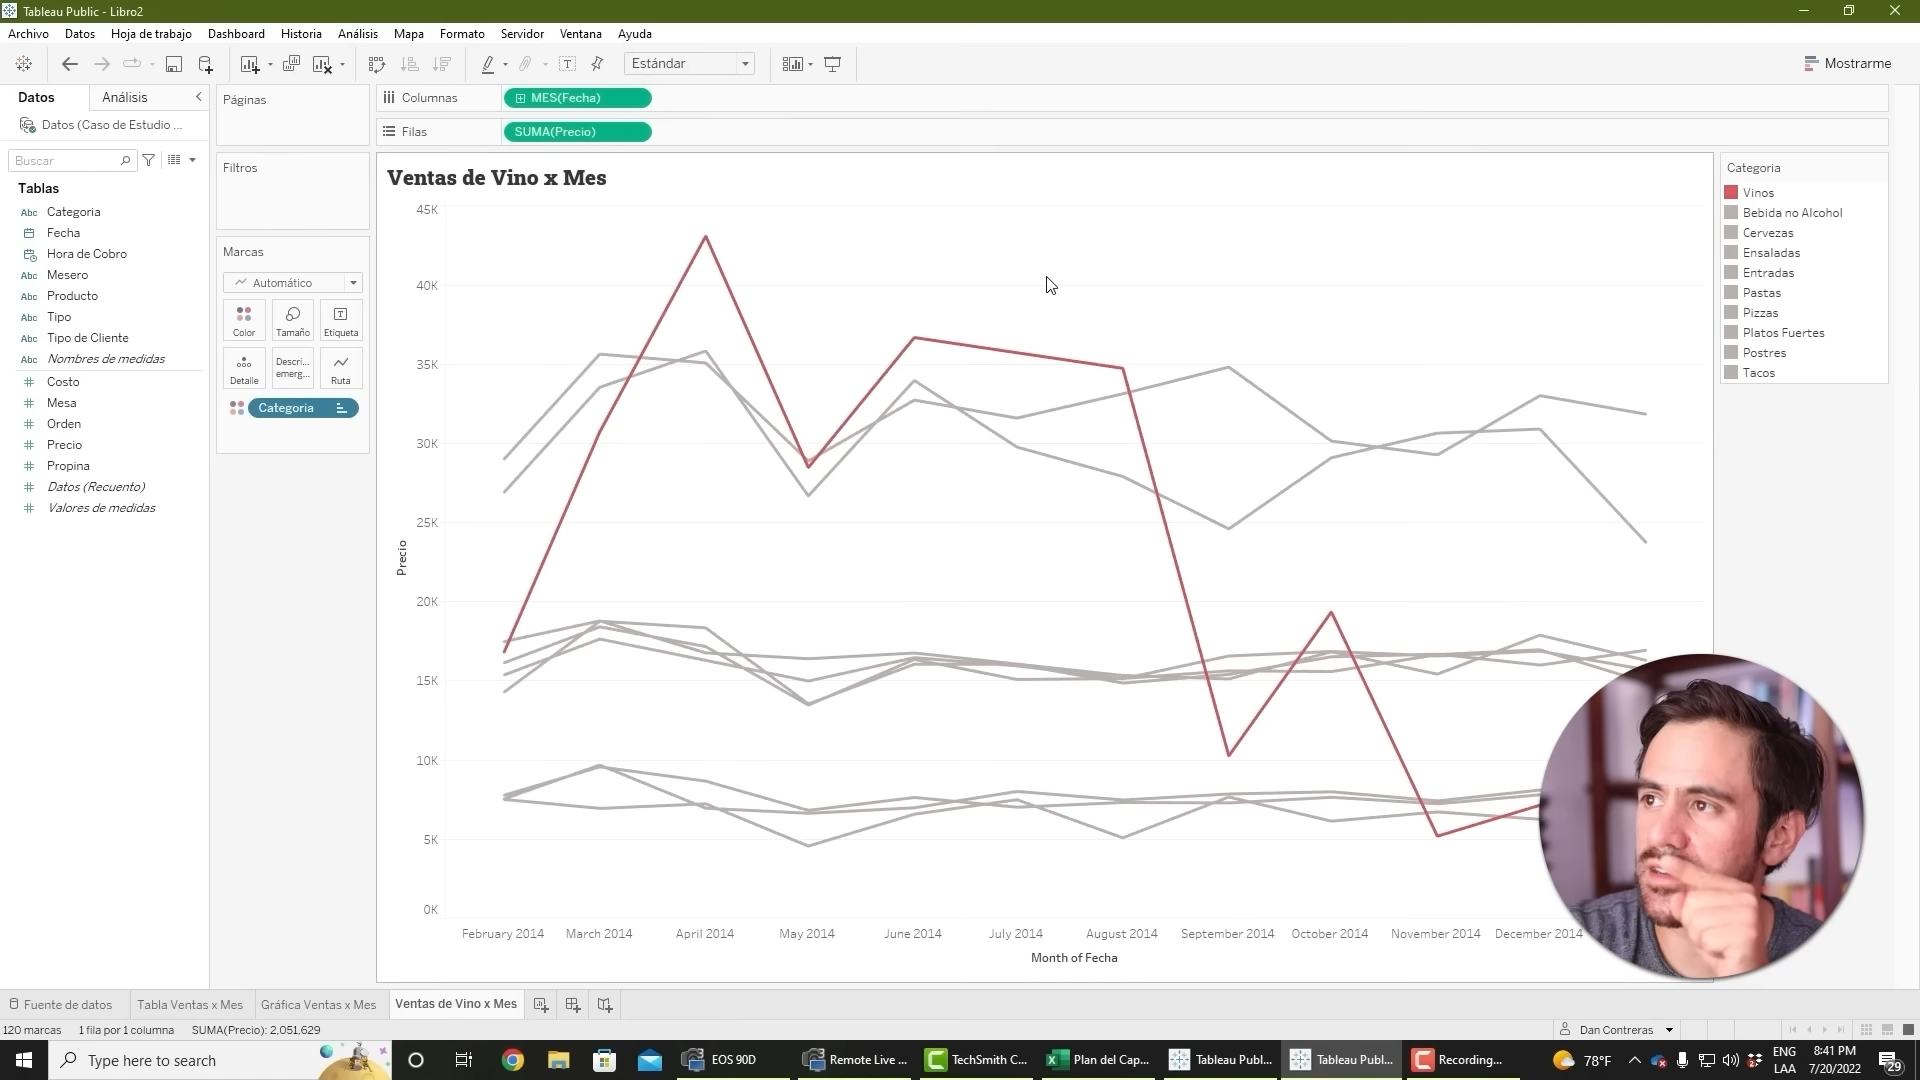 Tableau Public - Libro2
Archivo Datos Hoja de trabajo Dashboard Historia Análisis Mapa Formato Servidor Ventana Ayuda
Estándar
Mostrarme
Datos Análisis
Datos (Caso de Estudio ...
Buscar
Tablas
Abc Categoria
Fecha
Hora de Cobro
Abc Mesero
Abc Producto
Abc Tipo
Abc Tipo de Cliente
Abc Nombres de medidas
Costo
Mesa
Orden
Precio
Propina
Datos (Recuento)
Valores de medidas
Páginas
Filtros
Marcas
Automático
Color Tamaño Etiqueta
Detalle Descri... emerg... Ruta
Categoria
Columnas MES(Fecha)
Filas SUMA(Precio)
Ventas de Vino x Mes
45K
40K
35K
30K
25K
20K
15K
10K
5K
0K
Precio
February 2014 March 2014 April 2014 May 2014 June 2014 July 2014 August 2014 September 2014 October 2014 November 2014 December 2014
Month of Fecha
Categoria
Vinos
Bebida no Alcohol
Cervezas
Ensaladas
Entradas
Pastas
Pizzas
Platos Fuertes
Postres
Tacos
Fuente de datos Tabla Ventas x Mes Gráfica Ventas x Mes Ventas de Vino x Mes
120 marcas 1 fila por 1 columna SUMA(Precio): 2,051,629
Dan Contreras
Type here to search
EOS 90D
Remote Live ...
TechSmith C...
Plan del Cap...
Tableau Publ...
Tableau Publ...
Recording...
78°F
ENG
LAA
8:41 PM
7/20/2022
29